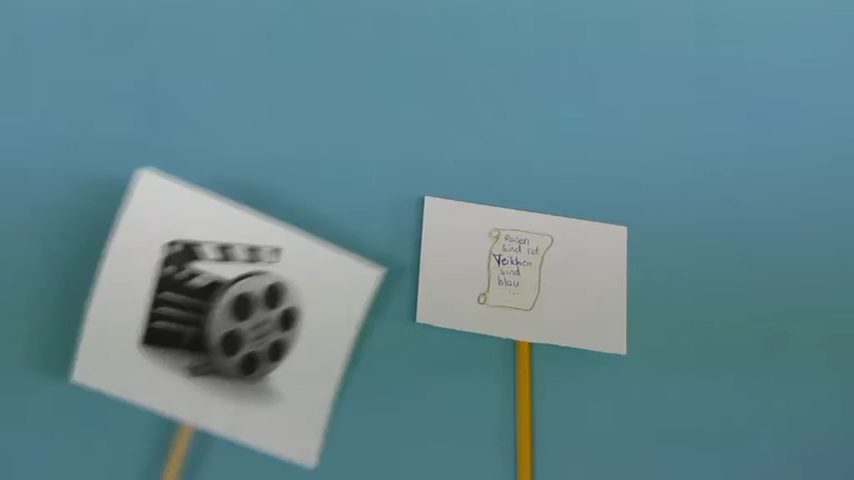 Rosen
sind rot
Veilchen
sind
blau
...